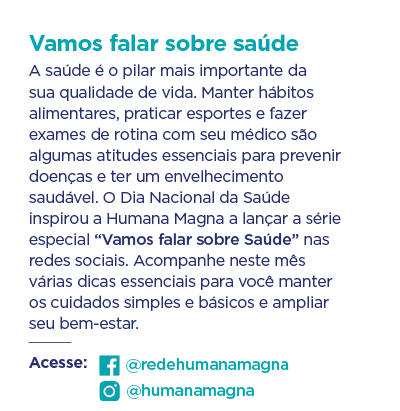 Vamos falar sobre saúde
A saúde é o pilar mais importante da
sua qualidade de vida. Manter hábitos
alimentares, praticar esportes e fazer
exames de rotina com seu médico são
algumas atitudes essenciais para prevenir
doenças e ter um envelhecimento
saudável. O Dia Nacional da Saúde
inspirou a Humana Magna a lançar a série
especial “Vamos falar sobre Saúde” nas
redes sociais. Acompanhe neste mês
várias dicas essenciais para você manter
os cuidados simples e básicos e ampliar
seu bem-estar.
Acesse: @redehumanamagna
@humanamagna